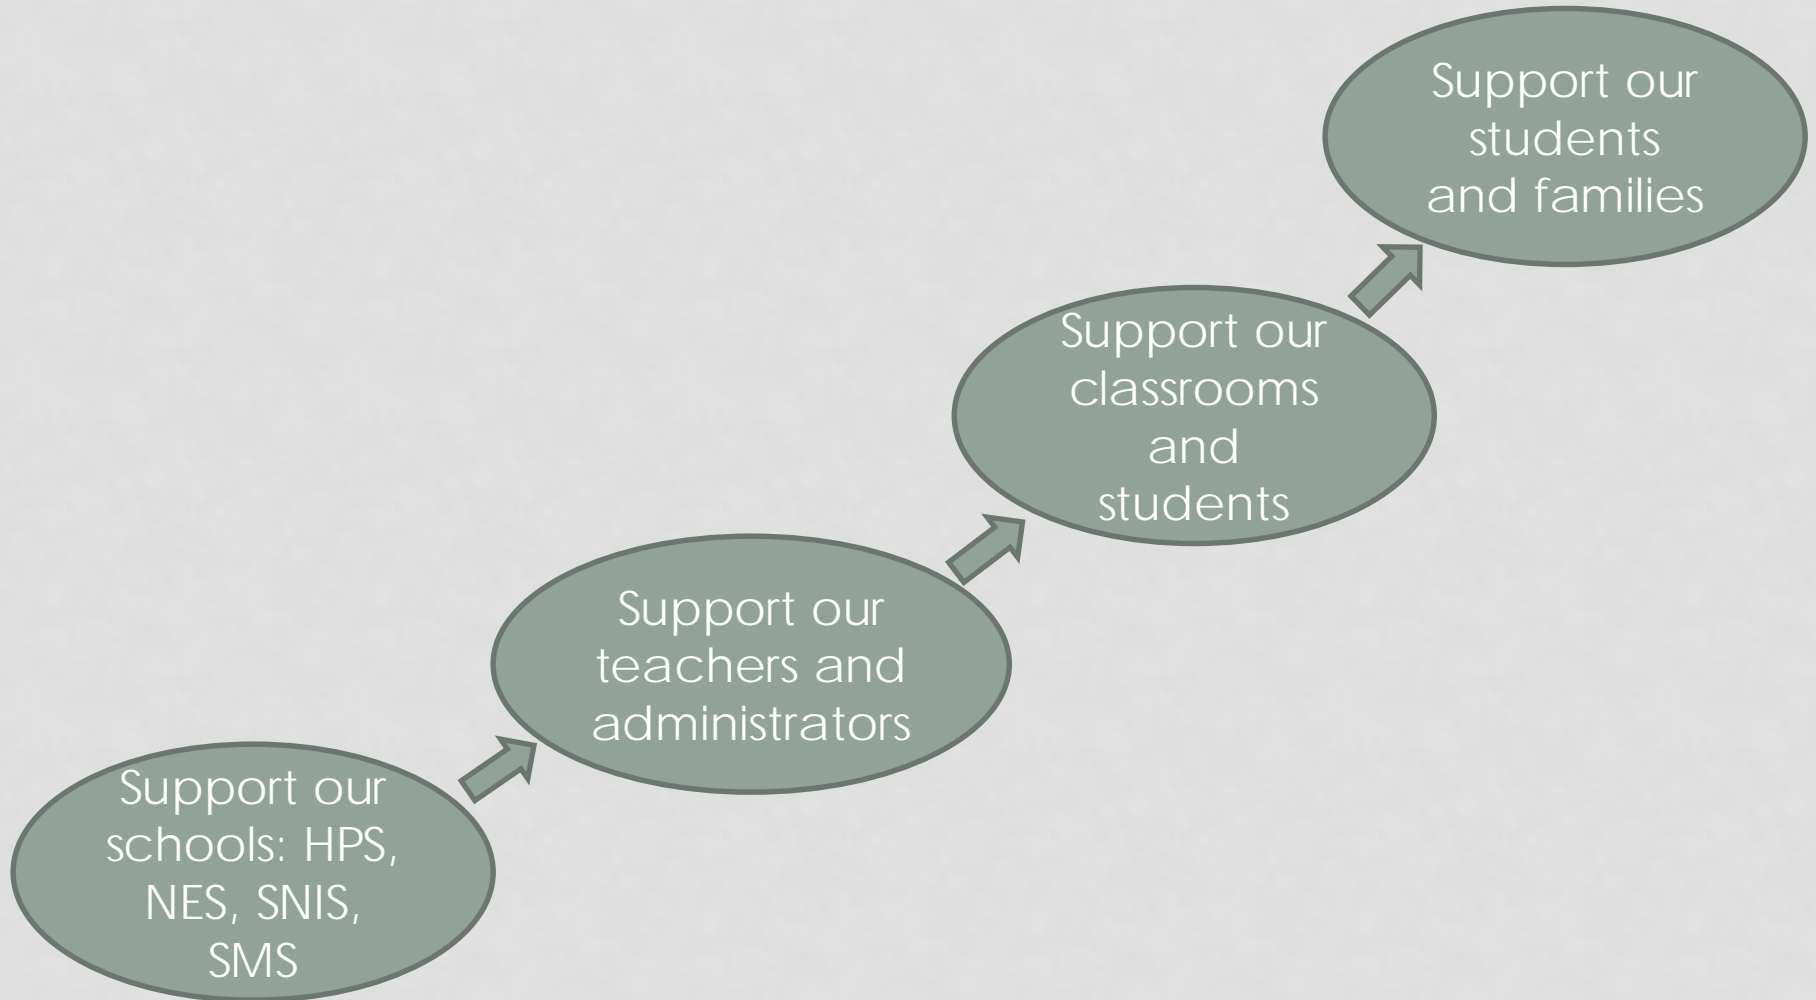 Support our
students
and families
Support our
classrooms
and
students
Support our
teachers and
administrators
Support our
schools: HPS,
NES, SNIS,
SMS